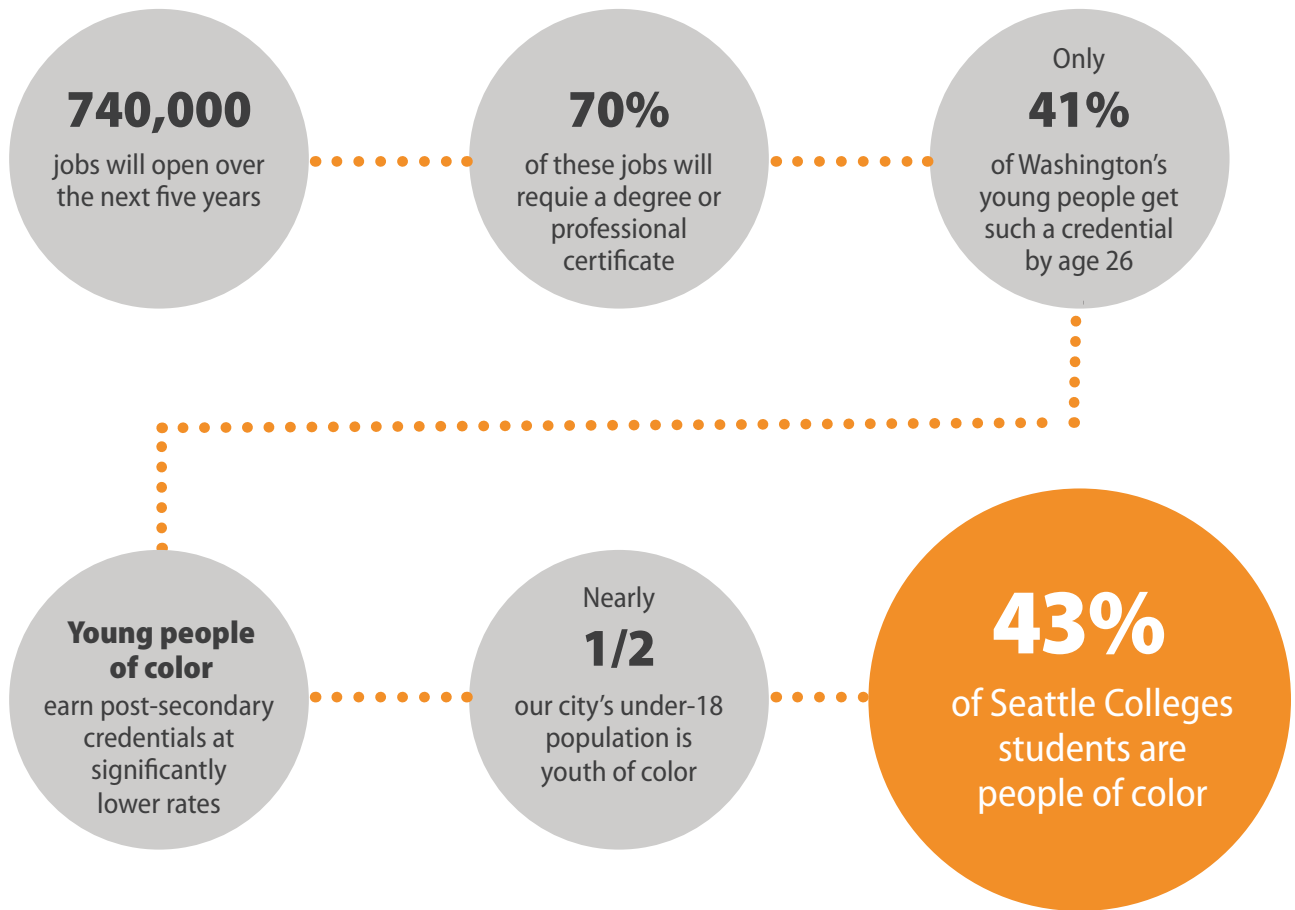 740,000
jobs will open over
the next five years
70%
of these jobs will
requie a degree or
professional
certificate
Only
41%
of Washington's
young people get
such a credential
by age 26
Young people
of color
earn post-secondary
credentials at
significantly
lower rates
Nearly
1/2
our city's under-18
population is
youth of color
43%
of Seattle Colleges
students are
people of color